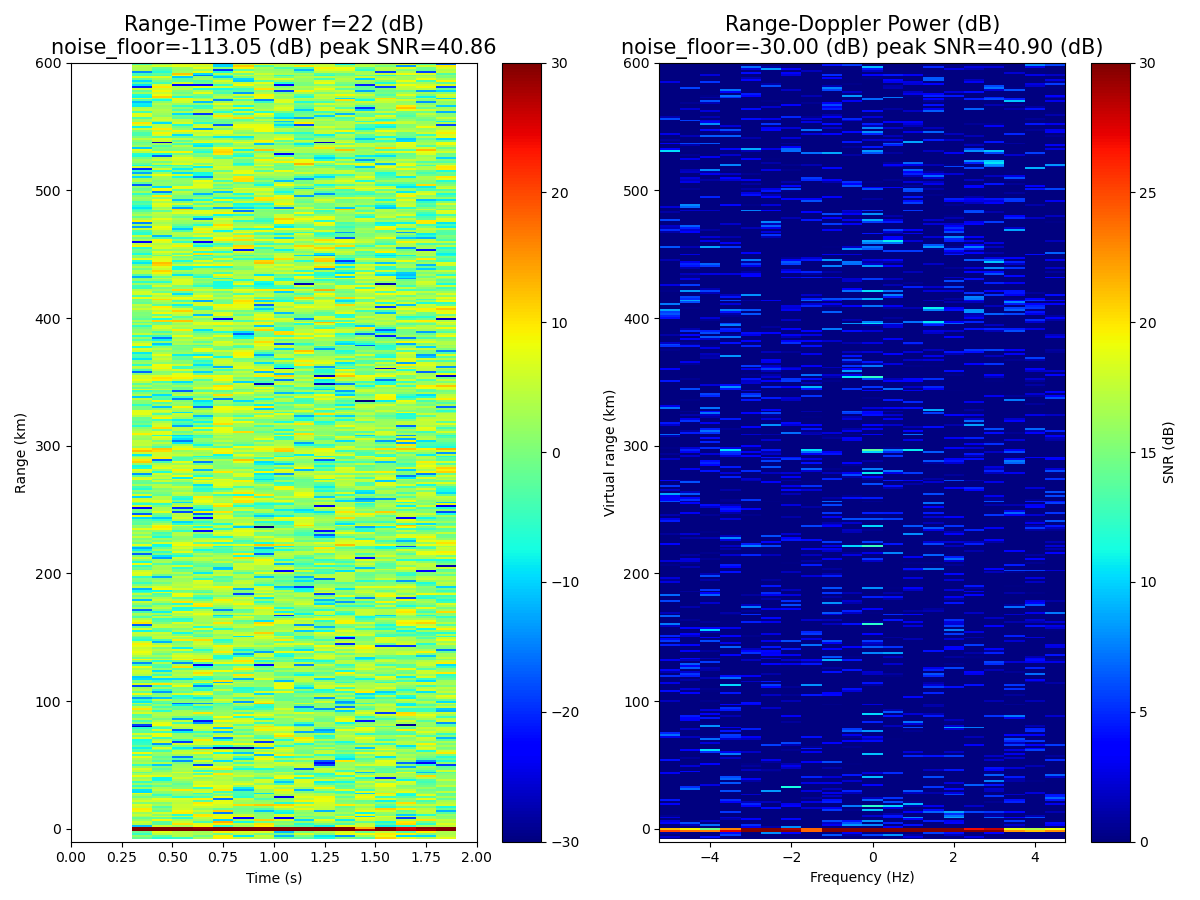 Range-Time Power f=22 (dB)
noise_floor=-113.05 (dB) peak SNR=40.86
Range-Doppler Power (dB)
noise_floor=-30.00 (dB) peak SNR=40.90 (dB)
600
500
400
300
200
100
0
Range (km)
0.00 0.25 0.50 0.75 1.00 1.25 1.50 1.75 2.00
Time (s)
30
20
10
0
−10
−20
−30
600
500
400
300
200
100
0
Virtual range (km)
−4 −2 0 2 4
Frequency (Hz)
30
25
20
15
10
5
0
SNR (dB)